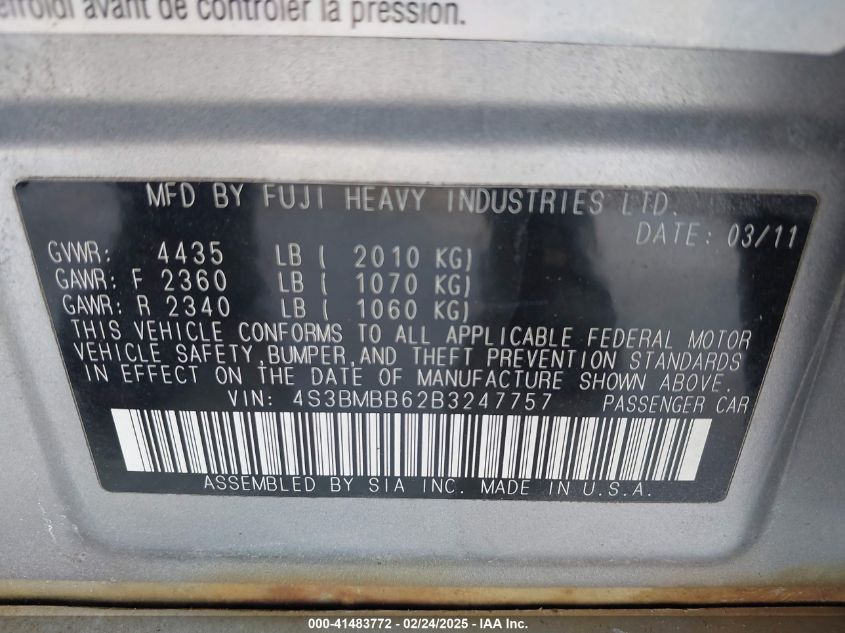 avant de contrôler la pression.
MFD BY FUJI HEAVY INDUSTRIES LTD.
DATE: 03/11
GVWR: 4435 LB ( 2010 KG)
GAWR: F 2360 LB ( 1070 KG)
GAWR: R 2340 LB ( 1060 KG)
THIS VEHICLE CONFORMS TO ALL APPLICABLE FEDERAL MOTOR
VEHICLE SAFETY,BUMPER,AND THEFT PREVENTION STANDARDS
IN EFFECT ON THE DATE OF MANUFACTURE SHOWN ABOVE.
VIN: 4S3BMBB62B3247757 PASSENGER CAR
ASSEMBLED BY SIA INC. MADE IN U.S.A.
000-41483772 - 02/24/2025 - IAA Inc.